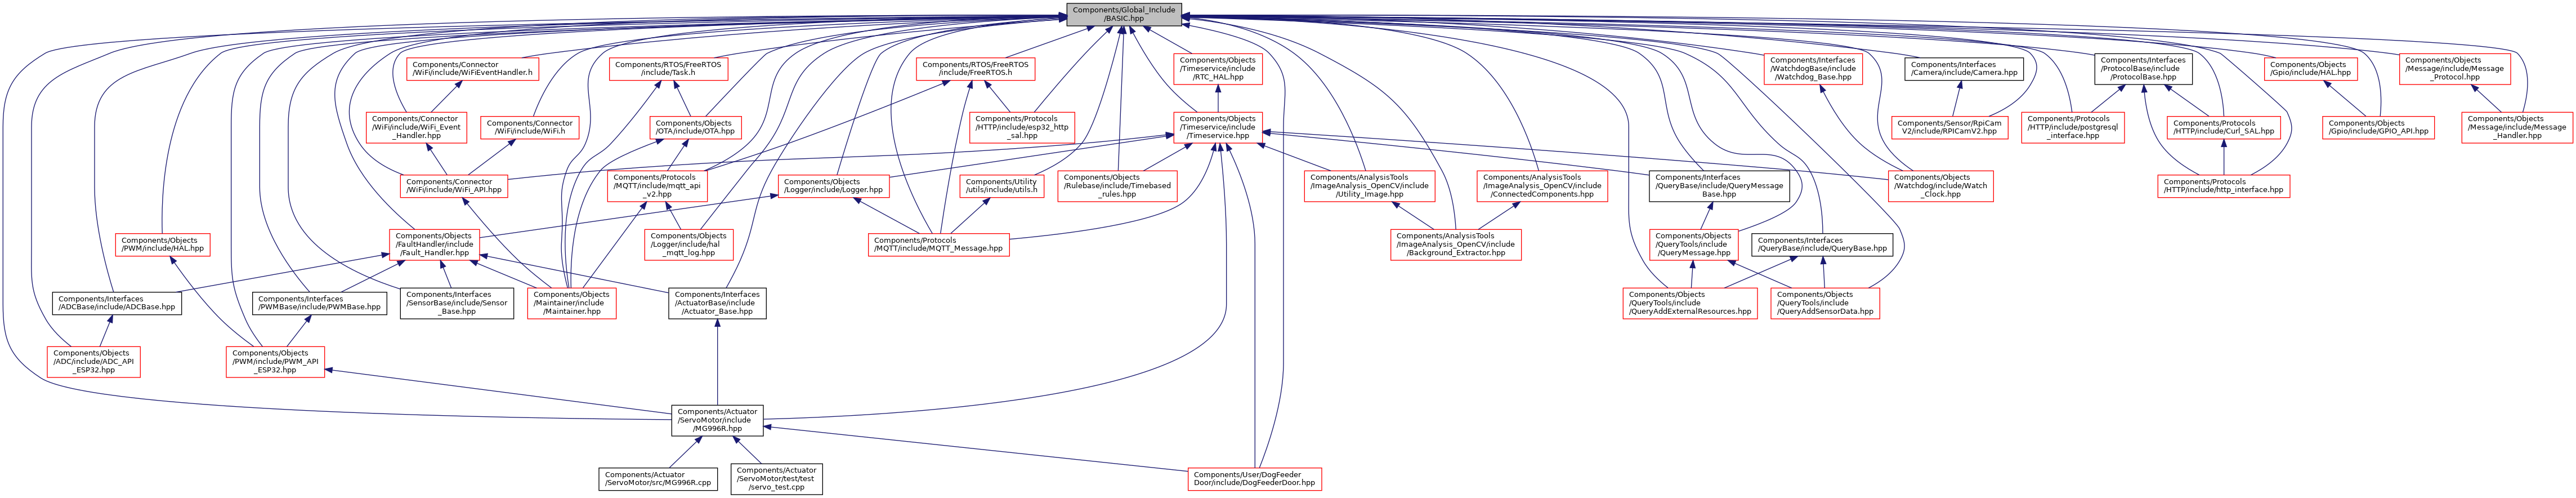 Components/Global_Include
/BASIC.hpp
Components/Connector
/WiFi/include/WiFiEventHandler.h
Components/RTOS/FreeRTOS
/include/Task.h
Components/RTOS/FreeRTOS
/include/FreeRTOS.h
Components/Objects
/Timeservice/include
/RTC_HAL.hpp
Components/Interfaces
/WatchdogBase/include
/Watchdog_Base.hpp
Components/Interfaces
/Camera/include/Camera.hpp
Components/Interfaces
/ProtocolBase/include
/ProtocolBase.hpp
Components/Objects
/Gpio/include/HAL.hpp
Components/Objects
/Message/include/Message
_Protocol.hpp
Components/Connector
/WiFi/include/WiFi_Event
_Handler.hpp
Components/Connector
/WiFi/include/WiFi.h
Components/Objects
/OTA/include/OTA.hpp
Components/Protocols
/HTTP/include/esp32_http
_sal.hpp
Components/Objects
/Timeservice/include
/Timeservice.hpp
Components/Sensor/RpiCam
V2/include/RPICamV2.hpp
Components/Protocols
/HTTP/include/postgresql
_interface.hpp
Components/Protocols
/HTTP/include/Curl_SAL.hpp
Components/Objects
/Gpio/include/GPIO_API.hpp
Components/Objects
/Message/include/Message
_Handler.hpp
Components/Connector
/WiFi/include/WiFi_API.hpp
Components/Protocols
/MQTT/include/mqtt_api
_v2.hpp
Components/Objects
/Logger/include/Logger.hpp
Components/Utility
/utils/include/utils.h
Components/Objects
/Rulebase/include/Timebased
_rules.hpp
Components/AnalysisTools
/ImageAnalysis_OpenCV/include
/Utility_Image.hpp
Components/AnalysisTools
/ImageAnalysis_OpenCV/include
/ConnectedComponents.hpp
Components/Interfaces
/QueryBase/include/QueryMessage
Base.hpp
Components/Objects
/Watchdog/include/Watch
_Clock.hpp
Components/Protocols
/HTTP/include/http_interface.hpp
Components/Objects
/PWM/include/HAL.hpp
Components/Objects
/FaultHandler/include
/Fault_Handler.hpp
Components/Objects
/Logger/include/hal
_mqtt_log.hpp
Components/Protocols
/MQTT/include/MQTT_Message.hpp
Components/AnalysisTools
/ImageAnalysis_OpenCV/include
/Background_Extractor.hpp
Components/Objects
/QueryTools/include
/QueryMessage.hpp
Components/Interfaces
/QueryBase/include/QueryBase.hpp
Components/Interfaces
/ADCBase/include/ADCBase.hpp
Components/Interfaces
/PWMBase/include/PWMBase.hpp
Components/Interfaces
/SensorBase/include/Sensor
_Base.hpp
Components/Objects
/Maintainer/include
/Maintainer.hpp
Components/Interfaces
/ActuatorBase/include
/Actuator_Base.hpp
Components/Objects
/QueryTools/include
/QueryAddExternalResources.hpp
Components/Objects
/QueryTools/include
/QueryAddSensorData.hpp
Components/Objects
/ADC/include/ADC_API
_ESP32.hpp
Components/Objects
/PWM/include/PWM_API
_ESP32.hpp
Components/Actuator
/ServoMotor/include
/MG996R.hpp
Components/Actuator
/ServoMotor/src/MG996R.cpp
Components/Actuator
/ServoMotor/test/test
/servo_test.cpp
Components/User/DogFeeder
Door/include/DogFeederDoor.hpp